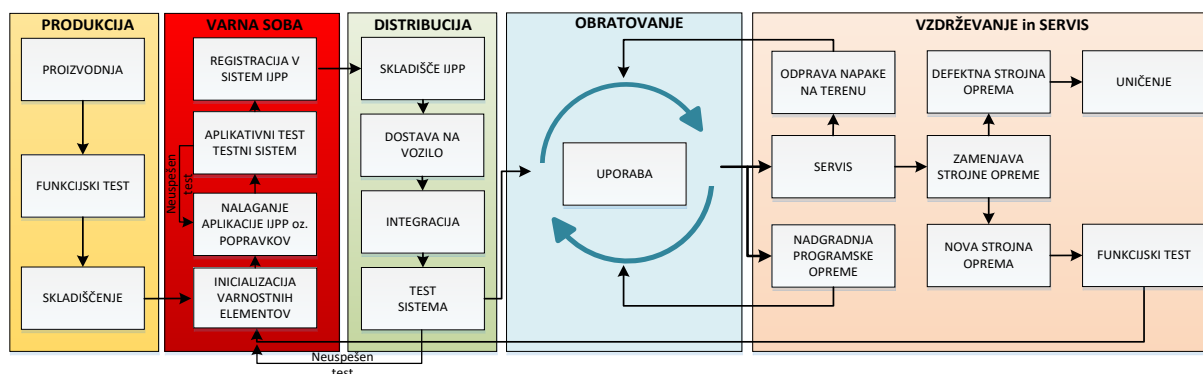 PRODUKCIJA
PROIZVODNJA
FUNKCIJSKI TEST
SKLADIŠČENJE
VARNA SOBA
REGISTRACIJA V
SISTEM IJPP
APLIKATIVNI TEST
TESTNI SISTEM
Neuspešen
test
NALAGANJE
APLIKACIJE IJPP oz.
POPRAVKOV
INICIALIZACIJA
VARNOSTNIH
ELEMENTOV
DISTRIBUCIJA
SKLADIŠČE IJPP
DOSTAVA NA
VOZILO
INTEGRACIJA
TEST
SISTEMA
Neuspešen
test
OBRATOVANJE
UPORABA
VZDRŽEVANJE in SERVIS
ODPRAVA NAPAKE
NA TERENU
DEFEKTNA STROJNA
OPREMA
UNIČENJE
SERVIS
ZAMENJAVA
STROJNE OPREME
NADGRADNJA
PROGRAMSKE
OPREME
NOVA STROJNA
OPREMA
FUNKCIJSKI TEST